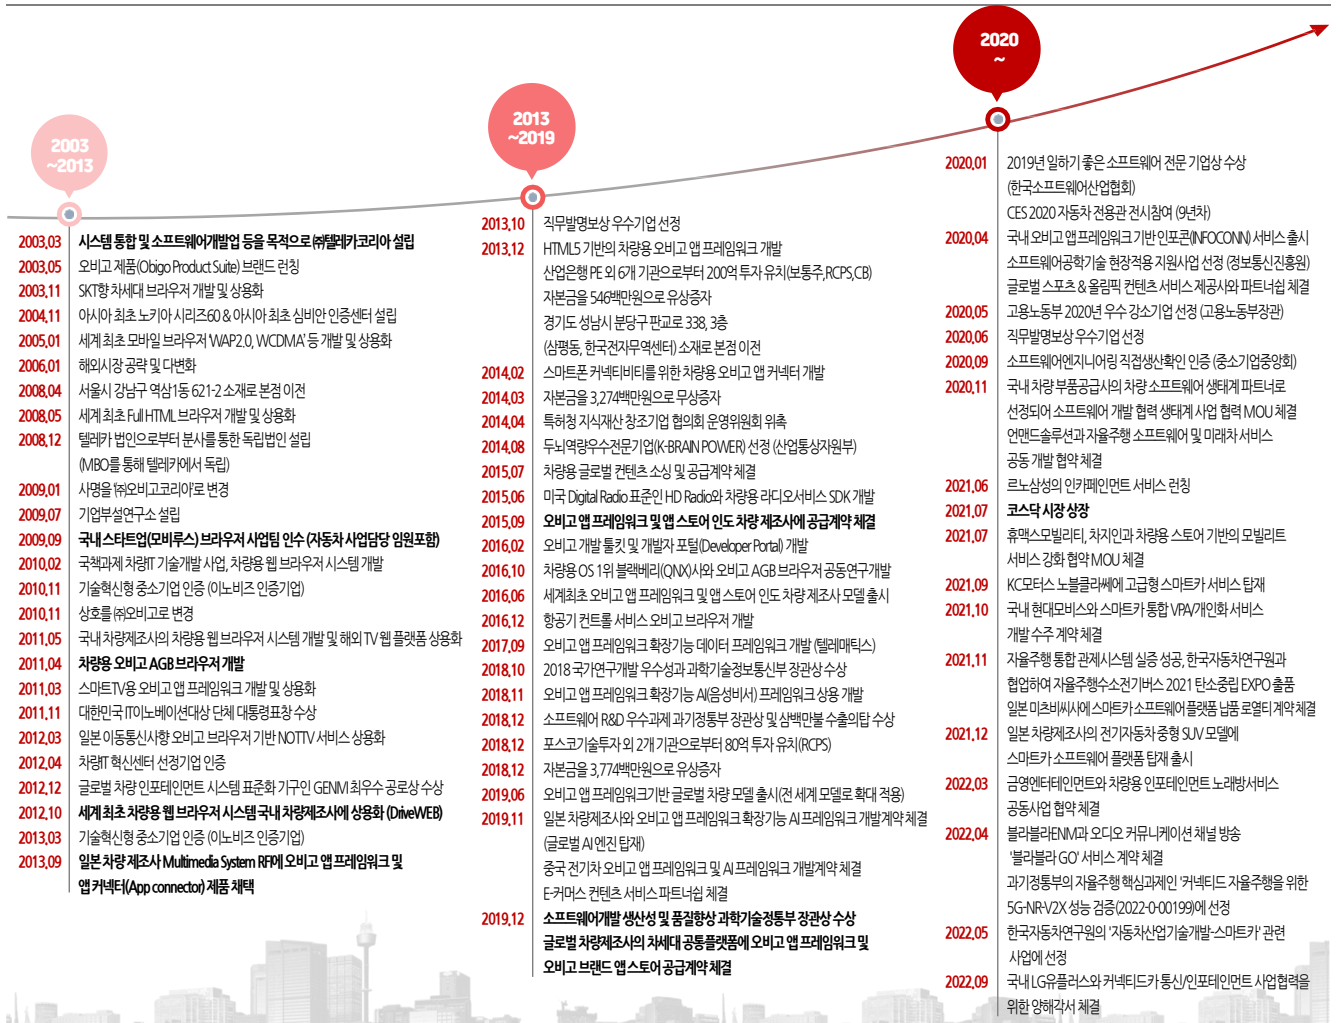 2003
~2013
2003.03 시스템 통합 및 소프트웨어개발업 등을 목적으로 ㈜텔레카코리아 설립
2003.05 오비고 제품(Obigo Product Suite) 브랜드 런칭
2003.11 SKT향 차세대 브라우저 개발 및 상용화
2004.11 아시아 최초 노키아 시리즈60 & 아시아 최초 심비안 인증센터 설립
2005.01 세계 최초 모바일 브라우저 'WAP2.0, WCDMA' 등 개발 및 상용화
2006.01 해외시장 공략 및 다변화
2008.04 서울시 강남구 역삼1동 621-2 소재로 본점 이전
2008.05 세계 최초 Full HTML 브라우저 개발 및 상용화
2008.12 텔레카 법인으로부터 분사를 통한 독립법인 설립
(MBO를 통해 텔레카에서 독립)
2009.01 사명을 '㈜오비고코리아'로 변경
2009.07 기업부설연구소 설립
2009.09 국내 스타트업(모비루스) 브라우저 사업팀 인수 (자동차 사업담당 임원포함)
2010.02 국책과제 차량IT 기술개발 사업, 차량용 웹 브라우저 시스템 개발
2010.11 기술혁신형 중소기업 인증 (이노비즈 인증기업)
2010.11 상호를 ㈜오비고로 변경
2011.05 국내 차량제조사의 차량용 웹 브라우저 시스템 개발 및 해외 TV 웹 플랫폼 상용화
2011.04 차량용 오비고 AGB 브라우저 개발
2011.03 스마트TV용 오비고 앱 프레임워크 개발 및 상용화
2011.11 대한민국 IT이노베이션대상 단체 대통령표창 수상
2012.03 일본 이동통신사향 오비고 브라우저 기반 NOTTV 서비스 상용화
2012.04 차량IT 혁신센터 선정기업 인증
2012.12 글로벌 차량 인포테인먼트 시스템 표준화 기구인 GENIVI 최우수 공로상 수상
2012.10 세계 최초 차량용 웹 브라우저 시스템 국내 차량제조사에 상용화 (DriveWEB)
2013.03 기술혁신형 중소기업 인증 (이노비즈 인증기업)
2013.09 일본 차량 제조사 Multimedia System RFI에 오비고 앱 프레임워크 및
앱 커넥터(App connector) 제품 채택
2013
~2019
2013.10 직무발명보상 우수기업 선정
2013.12 HTML5 기반의 차량용 오비고 앱 프레임워크 개발
산업은행 PE 외 6개 기관으로부터 200억 투자 유치(보통주,RCPS,CB)
자본금을 546백만원으로 유상증자
경기도 성남시 분당구 판교로 338, 3층
(삼평동, 한국전자무역센터) 소재로 본점 이전
2014.02 스마트폰 커넥티비티를 위한 차량용 오비고 앱 커넥터 개발
2014.03 자본금을 3,274백만원으로 무상증자
2014.04 특허청 지식재산 창조기업 협의회 운영위원회 위촉
2014.08 두뇌역량우수전문기업(K-BRAIN POWER) 선정 (산업통상자원부)
2015.07 차량용 글로벌 컨텐츠 소싱 및 공급계약 체결
2015.06 미국 Digital Radio 표준인 HD Radio와 차량용 라디오서비스 SDK 개발
2015.09 오비고 앱 프레임워크 및 앱 스토어 인도 차량 제조사에 공급계약 체결
2016.02 오비고 개발 툴킷 및 개발자 포털(Developer Portal) 개발
2016.10 차량용 OS 1위 블랙베리(QNX)사와 오비고 AGB 브라우저 공동연구개발
2016.06 세계최초 오비고 앱 프레임워크 및 앱 스토어 인도 차량 제조사 모델 출시
2016.12 항공기 컨트롤 서비스 오비고 브라우저 개발
2017.09 오비고 앱 프레임워크 확장기능 데이터 프레임워크 개발 (텔레매틱스)
2018.10 2018 국가연구개발 우수성과 과학기술정보통신부 장관상 수상
2018.11 오비고 앱 프레임워크 확장기능 AI(음성비서) 프레임워크 상용 개발
2018.12 소프트웨어 R&D 우수과제 과기정통부 장관상 및 삼백만불 수출의탑 수상
2018.12 포스코기술투자 외 2개 기관으로부터 80억 투자 유치(RCPS)
2018.12 자본금을 3,774백만원으로 유상증자
2019.06 오비고 앱 프레임워크기반 글로벌 차량 모델 출시(전 세계 모델로 확대 적용)
2019.11 일본 차량제조사와 오비고 앱 프레임워크 확장기능 AI 프레임워크 개발계약 체결
(글로벌 AI 엔진 탑재)
중국 전기차 오비고 앱 프레임워크 및 AI 프레임워크 개발계약 체결
E-커머스 컨텐츠 서비스 파트너쉽 체결
2019.12 소프트웨어개발 생산성 및 품질향상 과학기술정통부 장관상 수상
글로벌 차량제조사의 차세대 공통플랫폼에 오비고 앱 프레임워크 및
오비고 브랜드 앱 스토어 공급계약 체결
2020
~
2020.01 2019년 일하기 좋은 소프트웨어 전문 기업상 수상
(한국소프트웨어산업협회)
CES 2020 자동차 전용관 전시참여 (9년차)
2020.04 국내 오비고 앱 프레임워크 기반 인포콘(INFOCONN) 서비스 출시
소프트웨어공학기술 현장적용 지원사업 선정 (정보통신진흥원)
글로벌 스포츠 & 올림픽 컨텐츠 서비스 제공사와 파트너쉽 체결
2020.05 고용노동부 2020년 우수 강소기업 선정 (고용노동부장관)
2020.06 직무발명보상 우수기업 선정
2020.09 소프트웨어엔지니어링 직접생산확인 인증 (중소기업중앙회)
2020.11 국내 차량 부품공급사의 차량 소프트웨어 생태계 파트너로
선정되어 소프트웨어 개발 협력 생태계 사업 협력 MOU 체결
언맨드솔루션과 자율주행 소프트웨어 및 미래차 서비스
공동 개발 협약 체결
2021.06 르노삼성의 인카페인먼트 서비스 런칭
2021.07 코스닥 시장 상장
2021.07 휴맥스모빌리티, 차지인과 차량용 스토어 기반의 모빌리트
서비스 강화 협약 MOU 체결
2021.09 KC모터스 노블클라쎄에 고급형 스마트카 서비스 탑재
2021.10 국내 현대모비스와 스마트카 통합 VPA/개인화 서비스
개발 수주 계약 체결
2021.11 자율주행 통합 관제시스템 실증 성공, 한국자동차연구원과
협업하여 자율주행수소전기버스 2021 탄소중립 EXPO 출품
일본 미츠비씨사에 스마트카 소프트웨어 플랫폼 납품 로열티 계약 체결
2021.12 일본 차량제조사의 전기자동차 중형 SUV 모델에
스마트카 소프트웨어 플랫폼 탑재 출시
2022.03 금영엔터테인먼트와 차량용 인포테인먼트 노래방서비스
공동사업 협약 체결
2022.04 블라블라ENM과 오디오 커뮤니케이션 채널 방송
'블라블라 GO' 서비스 계약 체결
과기정통부의 자율주행 핵심과제인 '커넥티드 자율주행을 위한
5G-NR-V2X 성능 검증(2022-0-00199)에 선정
2022.05 한국자동차연구원의 '자동차산업기술개발-스마트카' 관련
사업에 선정
2022.09 국내 LG유플러스와 커넥티드카 통신/인포테인먼트 사업협력을
위한 양해각서 체결